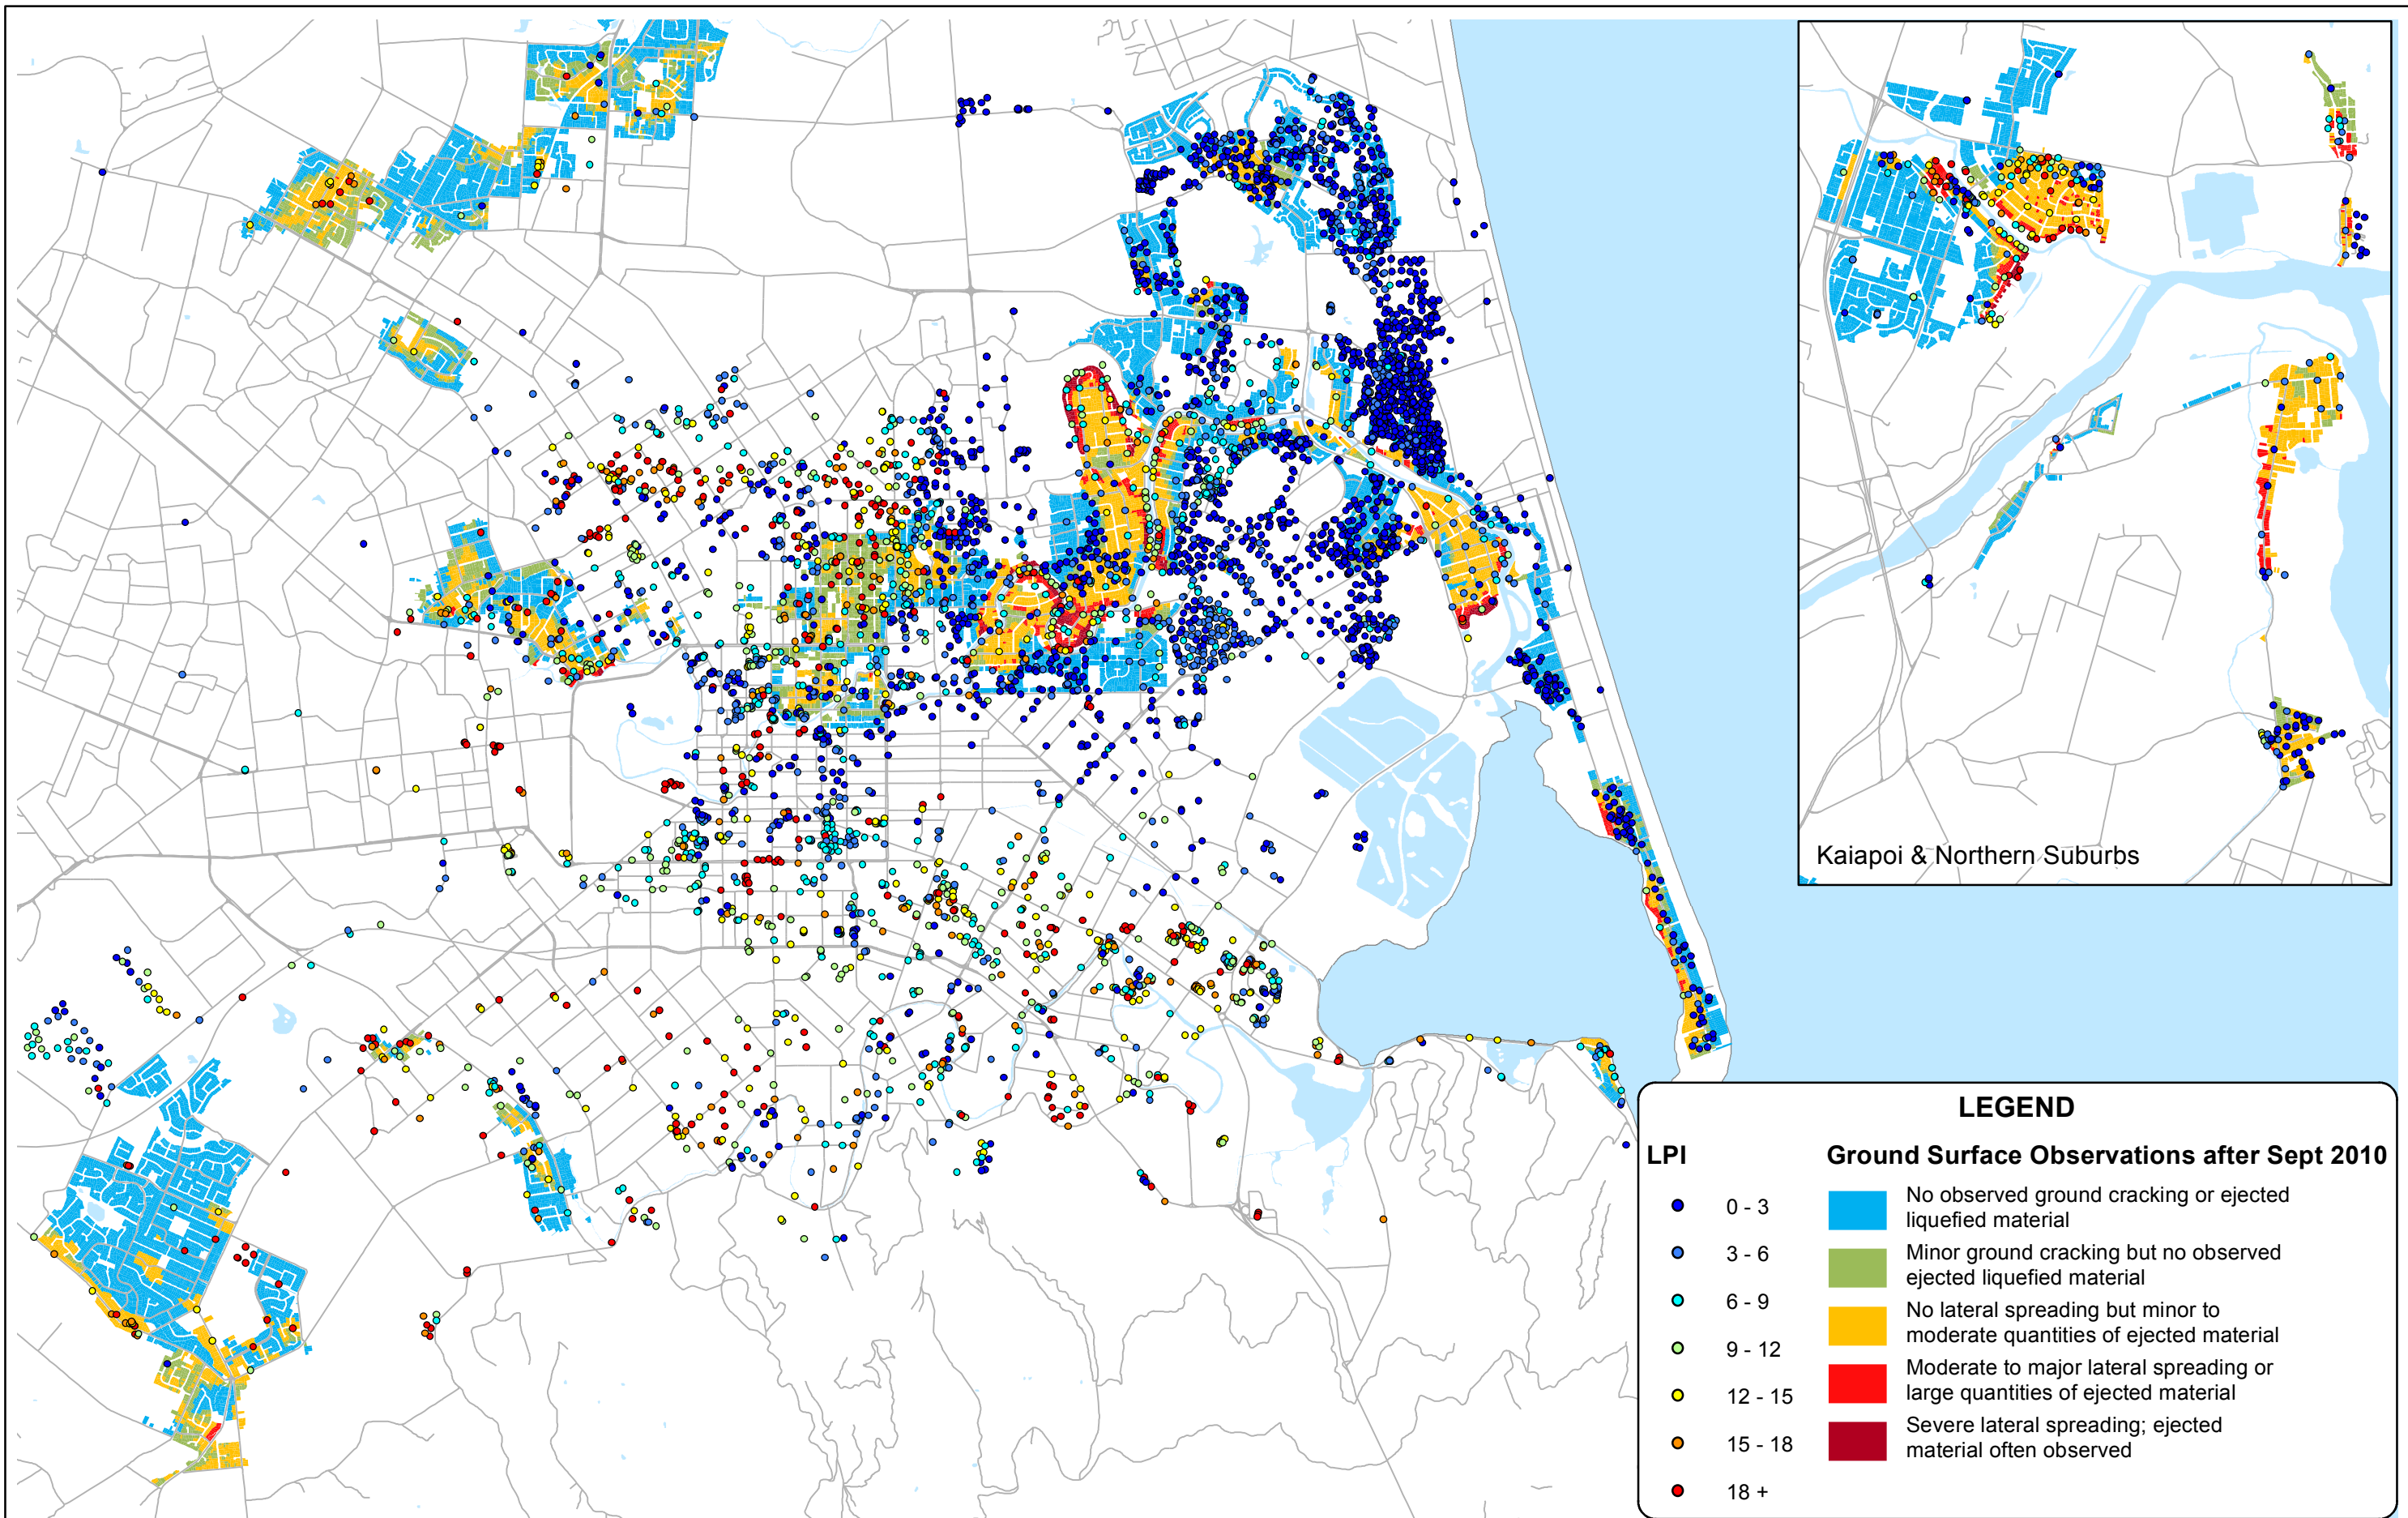 Kaiapoi & Northern Suburbs
LEGEND
LPI
0 - 3
3 - 6
6 - 9
9 - 12
12 - 15
15 - 18
18 +
Ground Surface Observations after Sept 2010
No observed ground cracking or ejected
liquefied material
Minor ground cracking but no observed
ejected liquefied material
No lateral spreading but minor to
moderate quantities of ejected material
Moderate to major lateral spreading or
large quantities of ejected material
Severe lateral spreading; ejected
material often observed